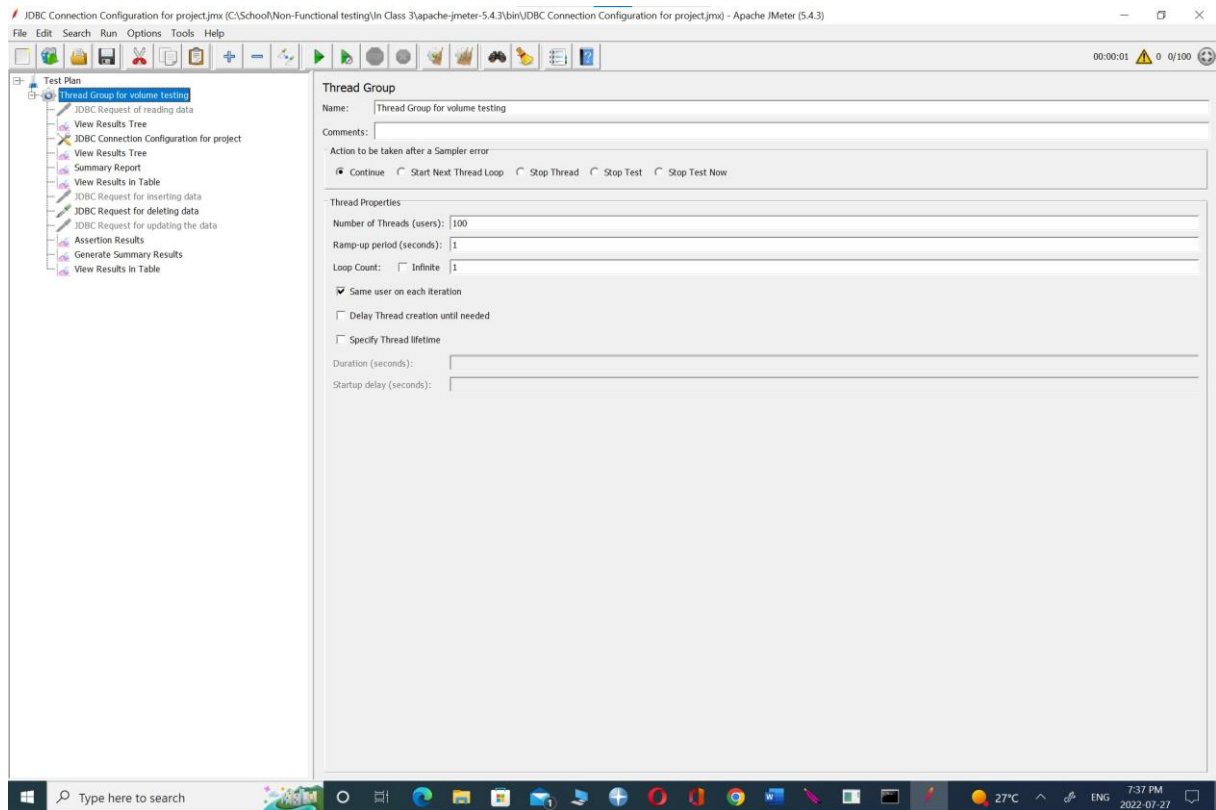 JDBC Connection Configuration for project.jmx (C:\School\Non-Functional testing\In Class 3\apache-jmeter-5.4.3\bin\JDBC Connection Configuration for project.jmx) - Apache JMeter (5.4.3)
File Edit Search Run Options Tools Help
00:00:01 0 0/100
Test Plan
Thread Group for volume testing
JDBC Request of reading data
View Results Tree
JDBC Connection Configuration for project
View Results Tree
Summary Report
View Results in Table
JDBC Request for inserting data
JDBC Request for deleting data
JDBC Request for updating the data
Assertion Results
Generate Summary Results
View Results in Table
Thread Group
Name: Thread Group for volume testing
Comments:
Action to be taken after a Sampler error
Continue Start Next Thread Loop Stop Thread Stop Test Stop Test Now
Thread Properties
Number of Threads (users): 100
Ramp-up period (seconds): 1
Loop Count: Infinite 1
Same user on each iteration
Delay Thread creation until needed
Specify Thread lifetime
Duration (seconds):
Startup delay (seconds):
Type here to search
27°C ENG 7:37 PM
2022-07-27